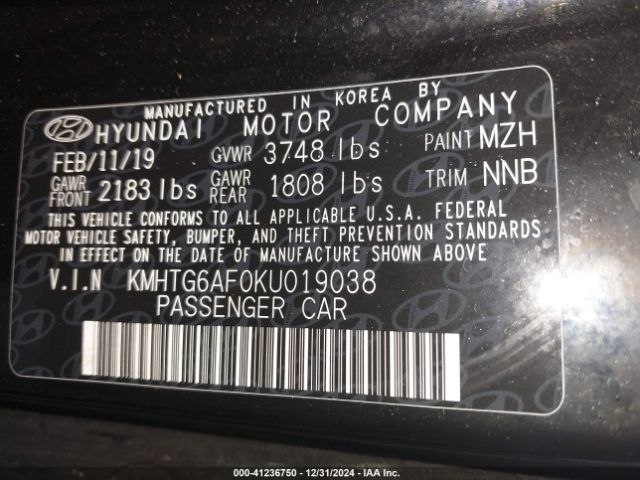 MANUFACTURED IN KOREA BY
HYUNDAI MOTOR COMPANY
FEB/11/19 GVWR 3748 lbs PAINT MZH
GAWR FRONT 2183 lbs GAWR REAR 1808 lbs TRIM NNB
THIS VEHICLE CONFORMS TO ALL APPLICABLE U.S.A. FEDERAL
MOTOR VEHICLE SAFETY, BUMPER, AND THEFT PREVENTION STANDARDS
IN EFFECT ON THE DATE OF MANUFACTURE SHOWN ABOVE
V.I.N KMHTG6AF0KU019038
PASSENGER CAR
000-41236750 - 12/31/2024 - IAA Inc.